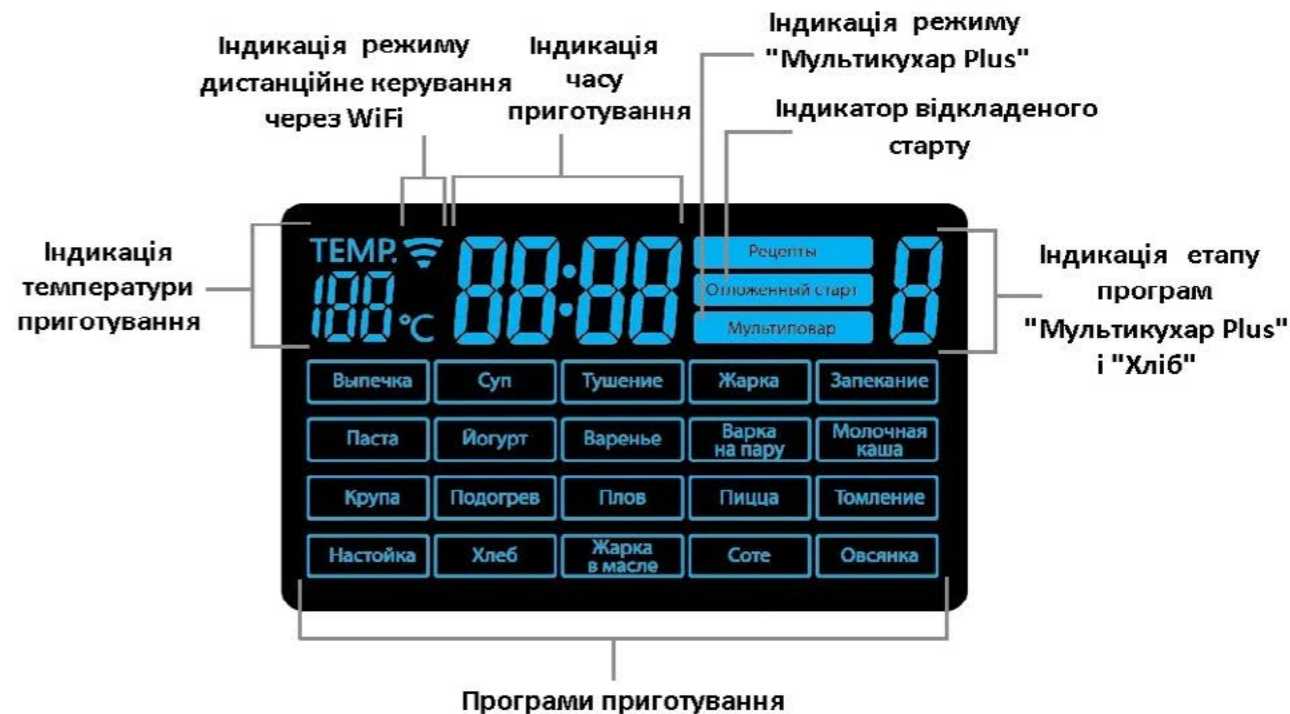 Індикація режиму
дистанційне керування
через WiFi
Індикація
часу
приготування
Індикація режиму
"Мультикухар Plus"
Індикатор відкладеного
старту
Індикація
температури
приготування
TEMP.
188 °C
88:88
Рецепты
Отложенный старт
Мультиповар
8
Індикація етапу
програм
"Мультикухар Plus"
і "Хліб"
Выпечка Суп Тушение Жарка Запекание
Паста Йогурт Варенье Варка на пару Молочная каша
Крупа Подогрев Плов Пицца Томление
Настойка Хлеб Жарка в масле Соте Овсянка
Програми приготування